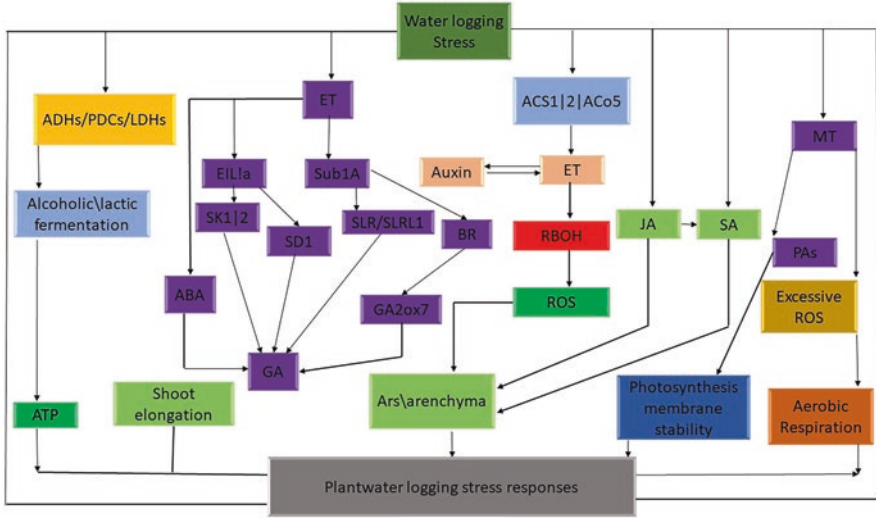 Water logging
Stress
ADHs/PDCs/LDHs
ET
ACS1|2|ACo5
MT
EIL!a
Sub1A
Auxin
ET
Alcoholic\lactic
fermentation
SK1|2
SLR/SLRL1
SD1
BR
RBOH
JA
SA
PAs
ABA
GA2ox7
ROS
Excessive
ROS
GA
Shoot
elongation
ATP
Ars\arenchyma
Photosynthesis
membrane
stability
Aerobic
Respiration
Plantwater logging stress responses